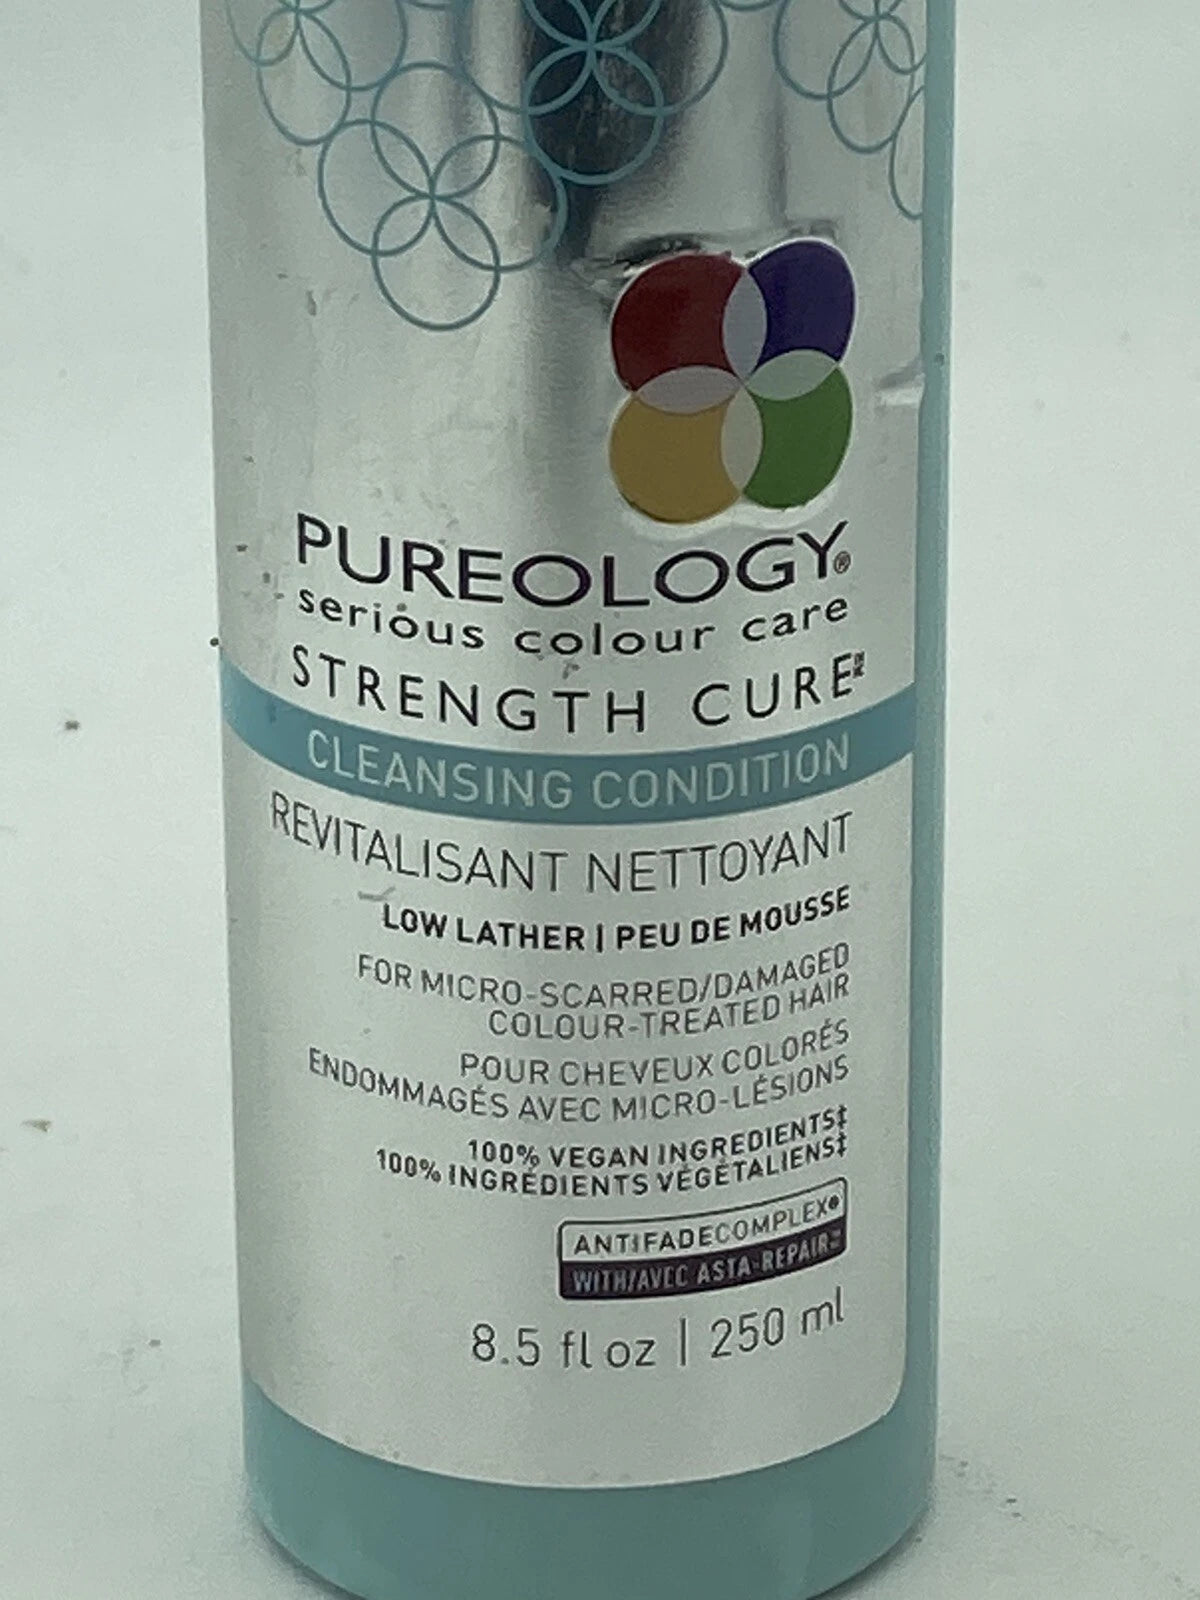 PUREOLOGY®
serious colour care
STRENGTH CURE™
CLEANSING CONDITION
REVITALISANT NETTOYANT
LOW LATHER | PEU DE MOUSSE
FOR MICRO-SCARRED/DAMAGED
COLOUR-TREATED HAIR
POUR CHEVEUX COLORÉS
ENDOMMAGÉS AVEC MICRO-LÉSIONS
100% VEGAN INGREDIENTS‡
100% INGRÉDIENTS VÉGÉTALIENS‡
ANTIFADECOMPLEX®
WITH/AVEC ASTA-REPAIR™
8.5 fl oz | 250 ml